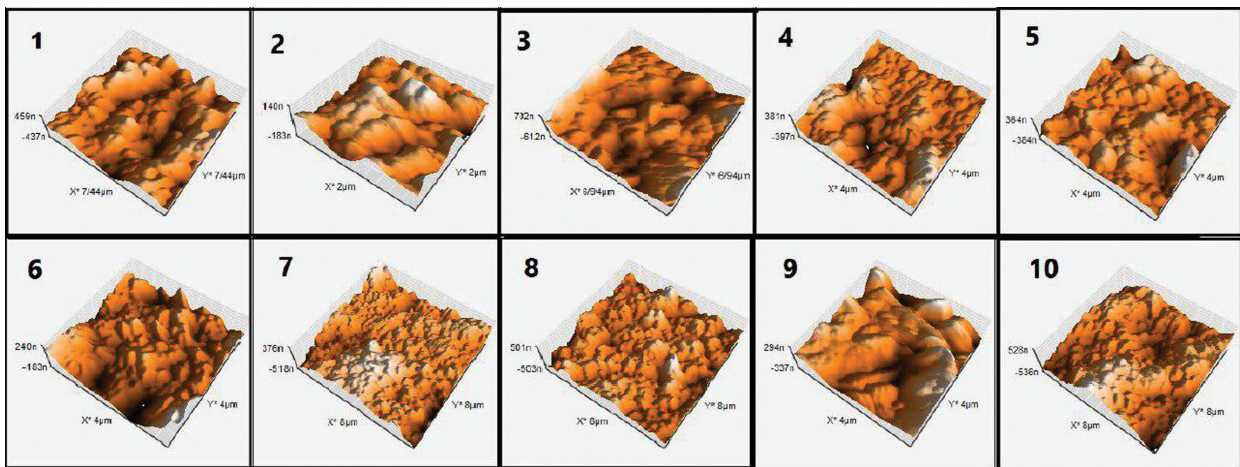 1
459n
-437n
X* 7/44µm
Y* 7/44µm
2
140n
-183n
X* 2µm
Y* 2µm
3
732n
-612n
X* 6/94µm
Y* 6/94µm
4
381n
-397n
X* 4µm
Y* 4µm
5
364n
-384n
X* 4µm
Y* 4µm
6
240n
-183n
X* 4µm
Y* 4µm
7
376n
-518n
X* 8µm
Y* 8µm
8
501n
-503n
X* 8µm
Y* 8µm
9
294n
-337n
X* 4µm
Y* 4µm
10
528n
-536n
X* 8µm
Y* 8µm